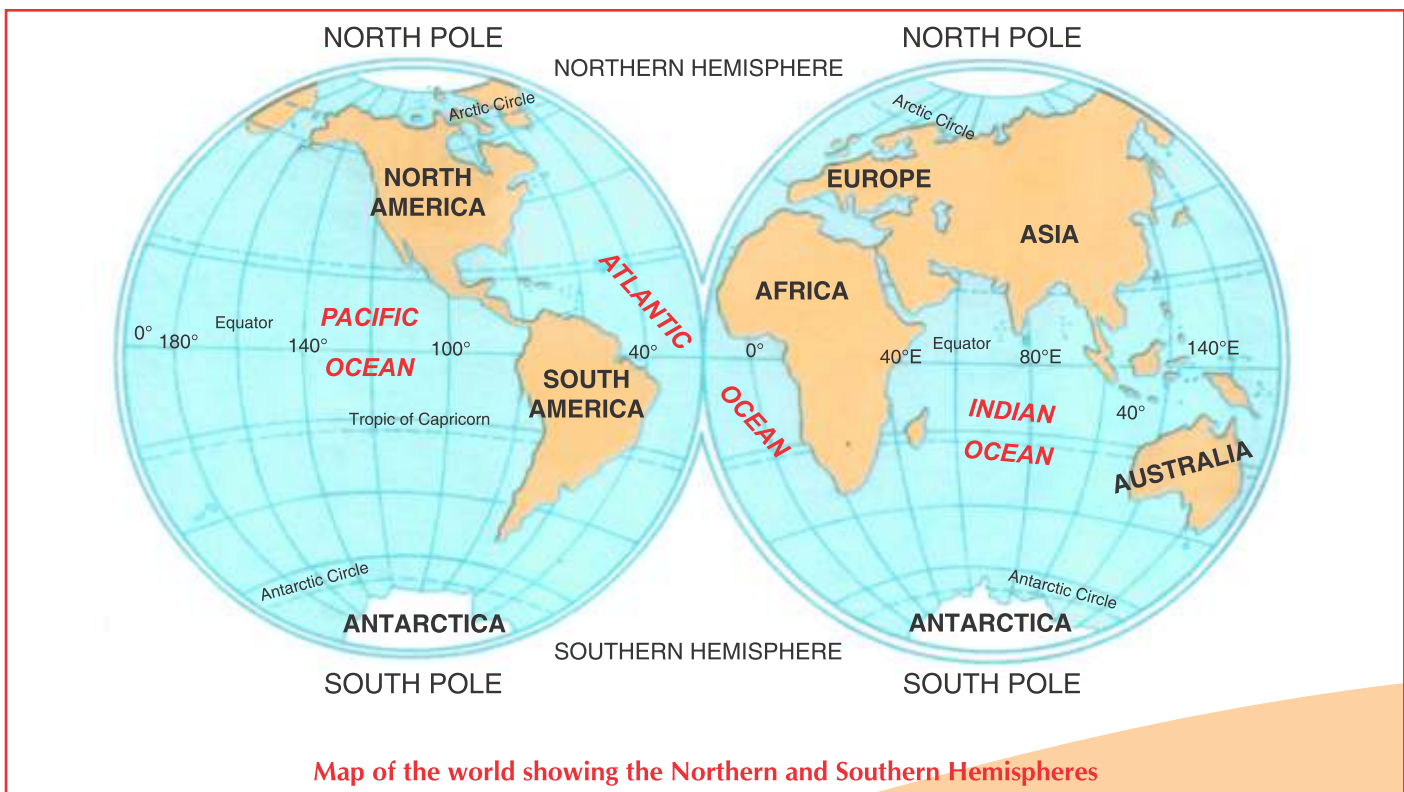 NORTH POLE
NORTH POLE
NORTHERN HEMISPHERE
Arctic Circle
Arctic Circle
NORTH
AMERICA
EUROPE
ASIA
AFRICA
ATLANTIC
PACIFIC
OCEAN
Equator
0°
180°
140°
100°
40°
0°
40°E
Equator
80°E
140°E
SOUTH
AMERICA
OCEAN
INDIAN
OCEAN
40°
Tropic of Capricorn
AUSTRALIA
Antarctic Circle
Antarctic Circle
ANTARCTICA
ANTARCTICA
SOUTHERN HEMISPHERE
SOUTH POLE
SOUTH POLE
Map of the world showing the Northern and Southern Hemispheres